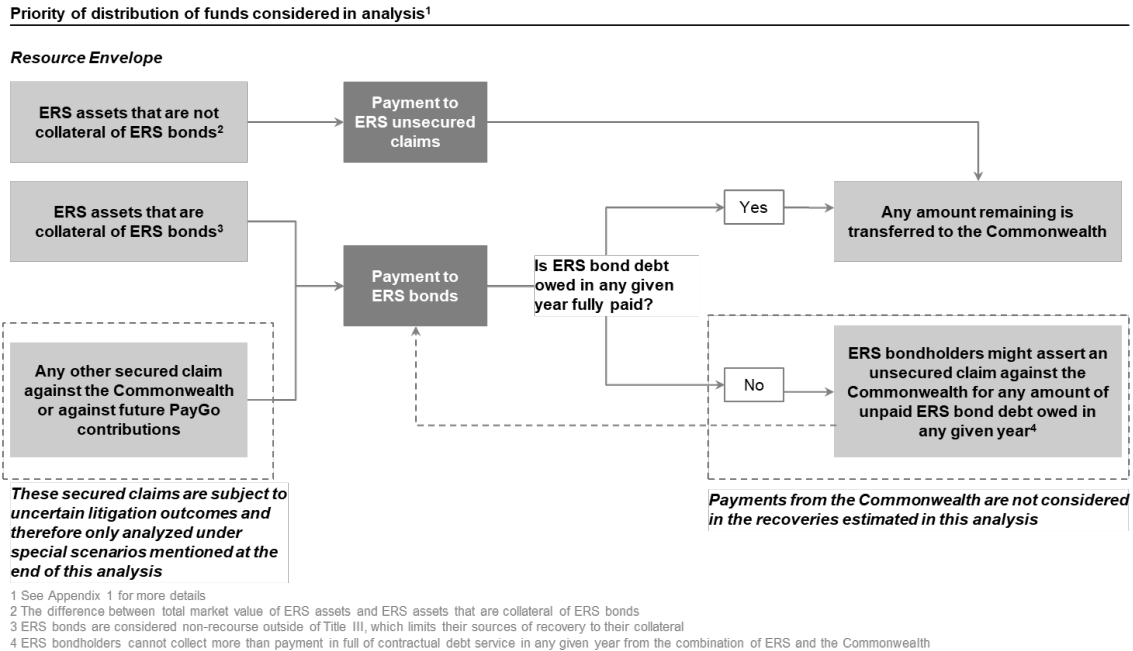 Priority of distribution of funds considered in analysis1
Resource Envelope
ERS assets that are not
collateral of ERS bonds2
Payment to
ERS unsecured
claims
ERS assets that are
collateral of ERS bonds3
Payment to
ERS bonds
Is ERS bond debt
owed in any given
year fully paid?
Yes
Any amount remaining is
transferred to the Commonwealth
Any other secured claim
against the Commonwealth
or against future PayGo
contributions
No
ERS bondholders might assert an
unsecured claim against the
Commonwealth for any amount of
unpaid ERS bond debt owed in
any given year4
These secured claims are subject to
uncertain litigation outcomes and
therefore only analyzed under
special scenarios mentioned at the
end of this analysis
Payments from the Commonwealth are not considered
in the recoveries estimated in this analysis
1 See Appendix 1 for more details
2 The difference between total market value of ERS assets and ERS assets that are collateral of ERS bonds
3 ERS bonds are considered non-recourse outside of Title III, which limits their sources of recovery to their collateral
4 ERS bondholders cannot collect more than payment in full of contractual debt service in any given year from the combination of ERS and the Commonwealth